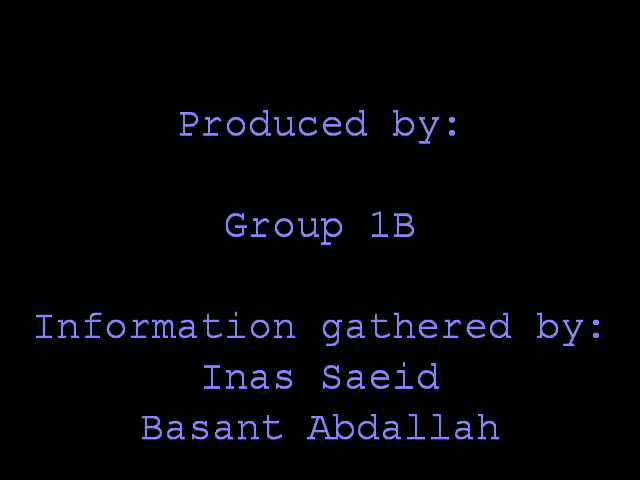 Produced by:
Group 1B
Information gathered by:
Inas Saeid
Basant Abdallah